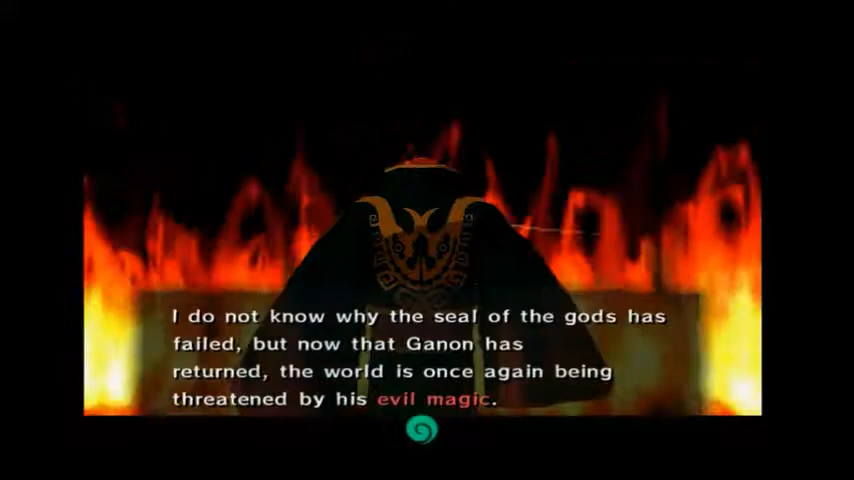 I do not know why the seal of the gods has
failed, but now that Ganon has
returned, the world is once again being
threatened by his evil magic.